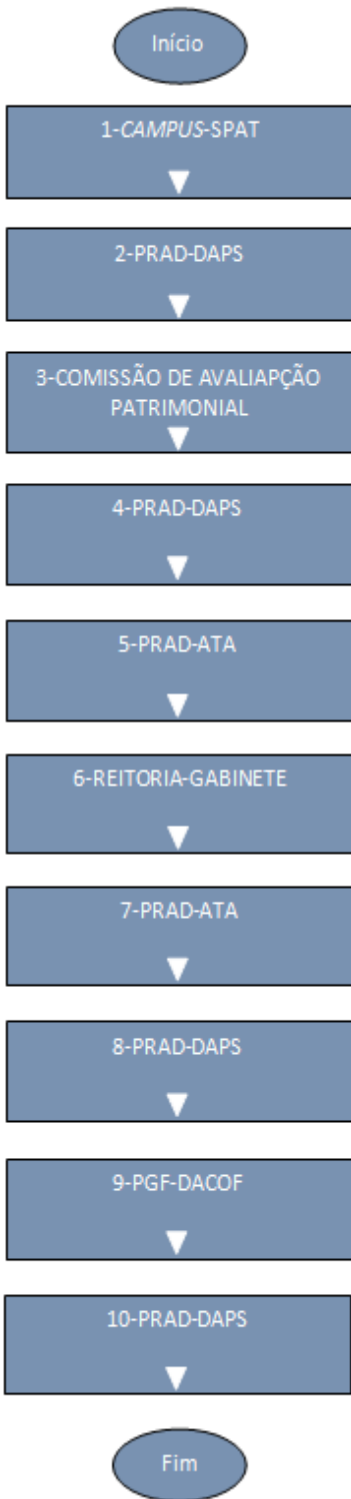 Início
1-CAMPUS-SPAT
2-PRAD-DAPS
3-COMISSÃO DE AVALIAPÇÃO
PATRIMONIAL
4-PRAD-DAPS
5-PRAD-ATA
6-REITORIA-GABINETE
7-PRAD-ATA
8-PRAD-DAPS
9-PGF-DACOF
10-PRAD-DAPS
Fim